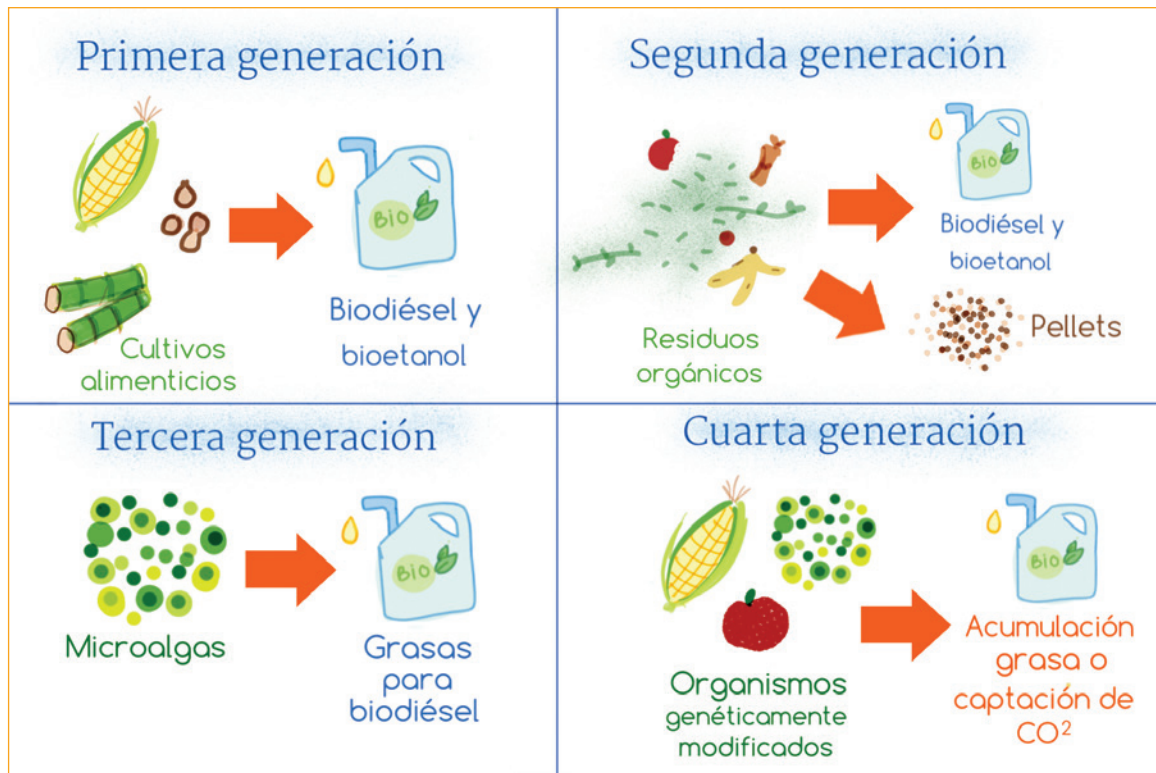 Primera generación
BIO
Cultivos
alimenticios
Biodiésel y
bioetanol
Segunda generación
BIO
Residuos
orgánicos
Biodiésel y
bioetanol
Pellets
Tercera generación
Microalgas
BIO
Grasas
para
biodiésel
Cuarta generación
Organismos
genéticamente
modificados
BIO
Acumulación
grasa o
captación de
CO²